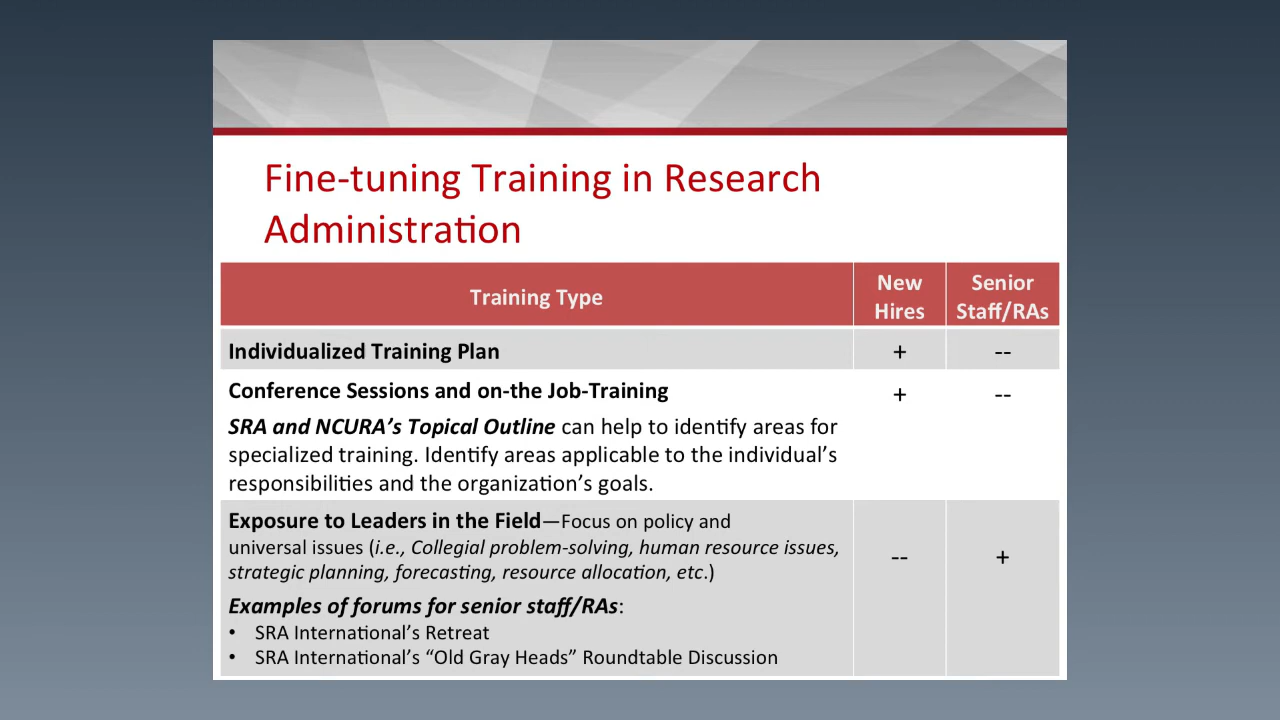 Fine-tuning Training in Research
Administration
Training Type
New
Hires
Senior
Staff/RAs
Individualized Training Plan
+
--
Conference Sessions and on-the Job-Training
+
--
SRA and NCURA's Topical Outline can help to identify areas for
specialized training. Identify areas applicable to the individual's
responsibilities and the organization's goals.
Exposure to Leaders in the Field—Focus on policy and
universal issues (i.e., Collegial problem-solving, human resource issues,
strategic planning, forecasting, resource allocation, etc.)
--
+
Examples of forums for senior staff/RAs:
• SRA International's Retreat
• SRA International's “Old Gray Heads” Roundtable Discussion